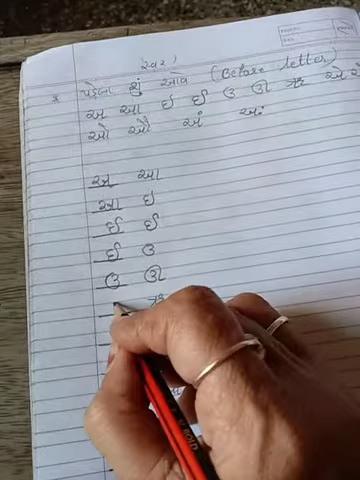 સ્વર :
* પહેલા શું આવે (Before letter)
અ આ ઇ ઈ ઉ ઊ ઋ એ ઐ
ઓ ઔ અં અઃ
અ આ
આ ઇ
ઈ ઈ
ઈ ઉ
ઉ ઊ
ઋ